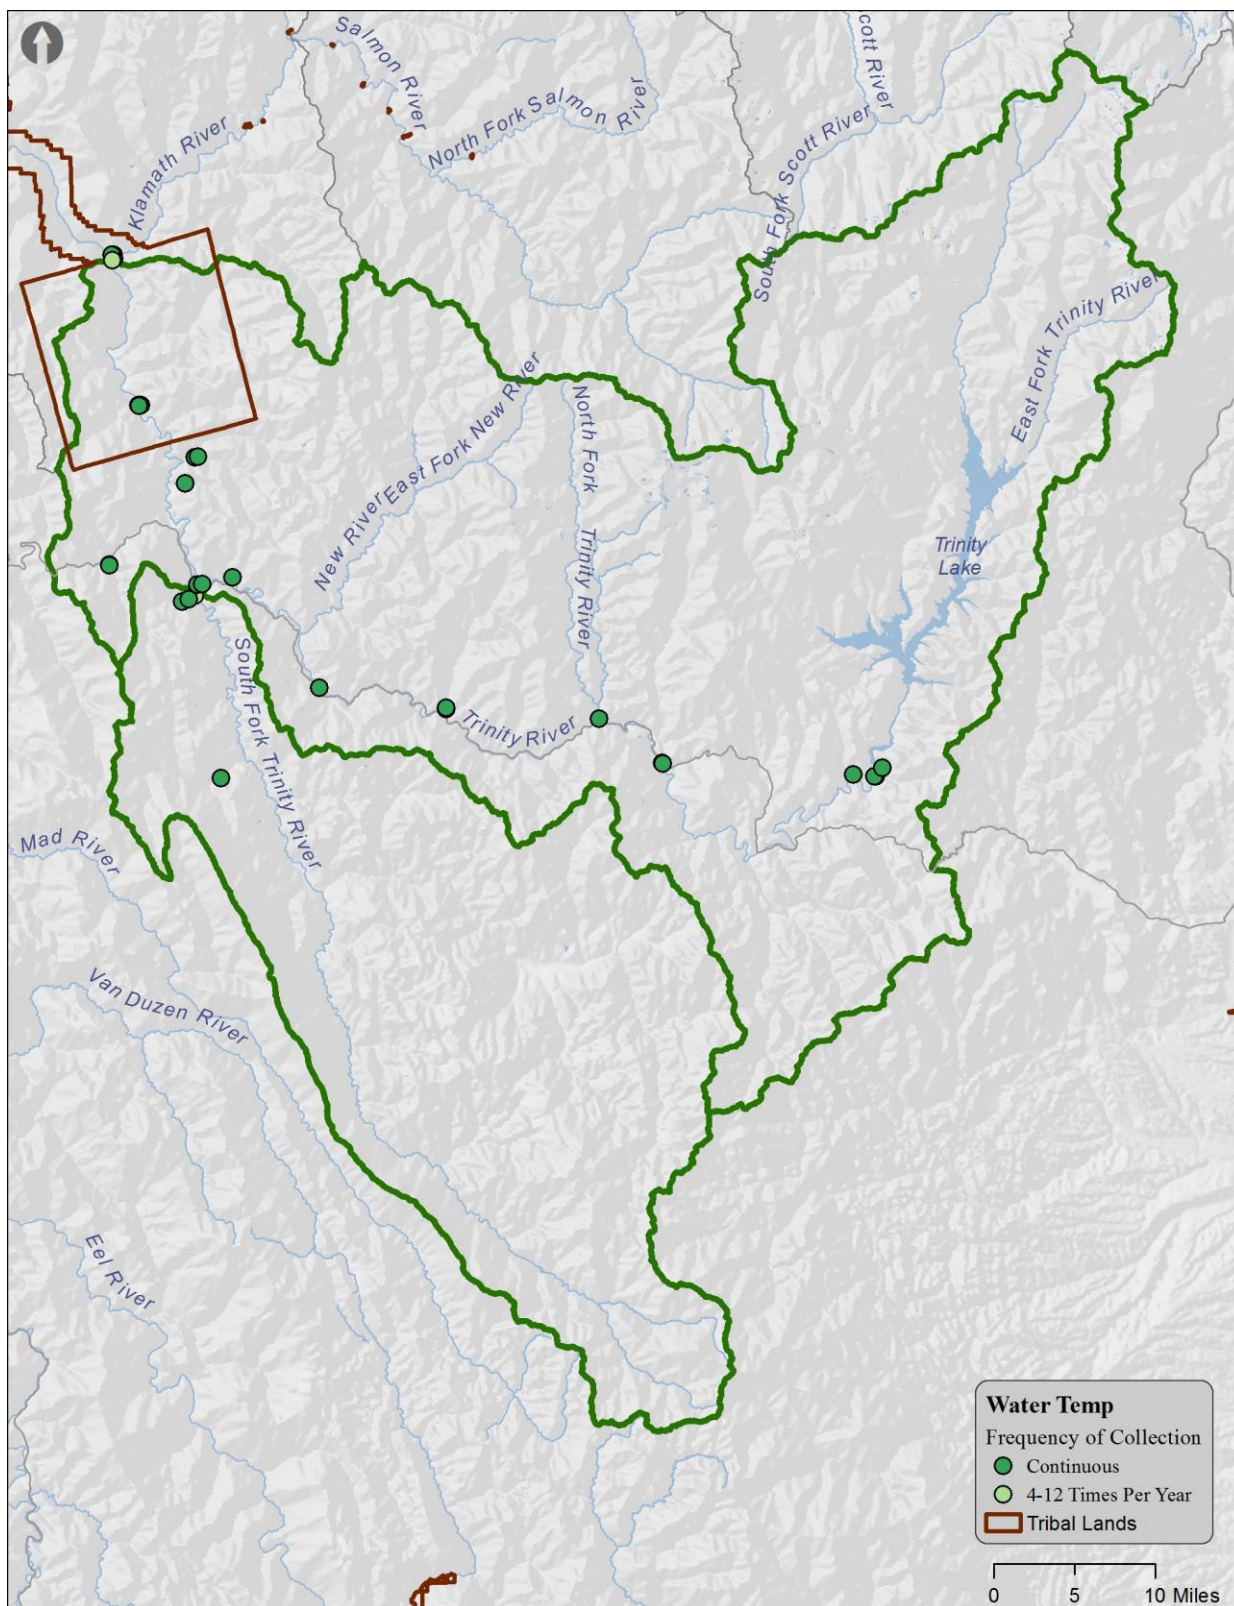 Salmon River
Scott River
Klamath River
North Fork Salmon River
South Fork Scott River
East Fork Trinity River
East Fork New River
New River
North Fork Trinity River
Trinity
Lake
South Fork Trinity River
Trinity River
Mad River
Van Duzen River
Eel River
Water Temp
Frequency of Collection
Continuous
4-12 Times Per Year
Tribal Lands
0 5 10 Miles